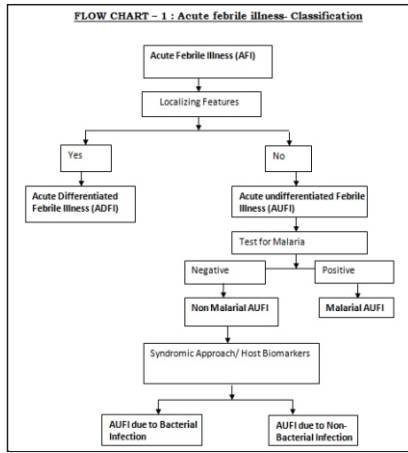 FLOW CHART – 1 : Acute febrile illness- Classification
Acute Febrile Illness (AFI)
Localizing Features
Yes
No
Acute Differentiated
Febrile Illness (ADFI)
Acute undifferentiated Febrile
Illness (AUFI)
Test for Malaria
Negative
Positive
Non Malarial AUFI
Malarial AUFI
Syndromic Approach/ Host Biomarkers
AUFI due to Bacterial
Infection
AUFI due to Non-
Bacterial Infection